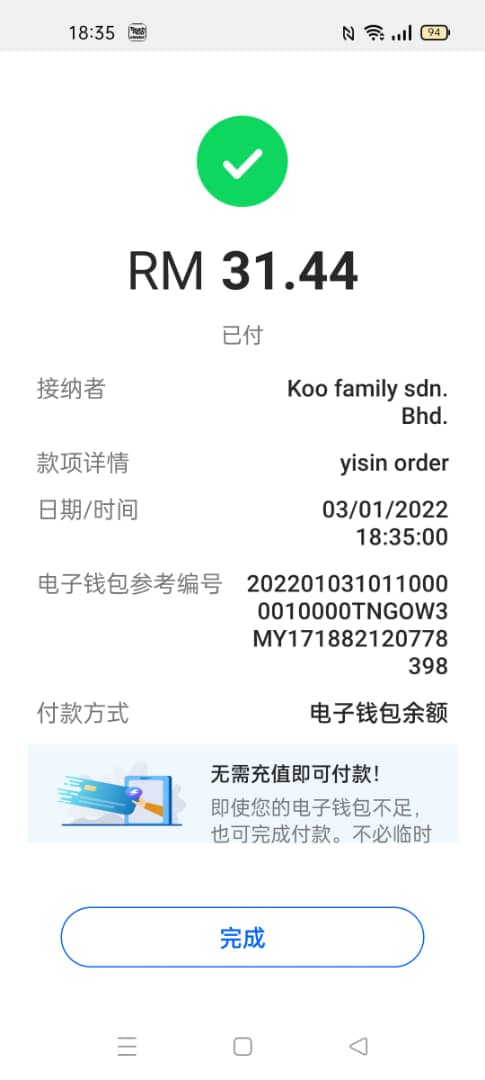 18:35
94
RM 31.44
已付
接纳者 Koo family sdn.
Bhd.
款项详情 yisin order
日期/时间 03/01/2022
18:35:00
电子钱包参考编号 202201031011000
0010000TNGOW3
MY171882120778
398
付款方式 电子钱包余额
无需充值即可付款！
即使您的电子钱包不足，
也可完成付款。不必临时
完成